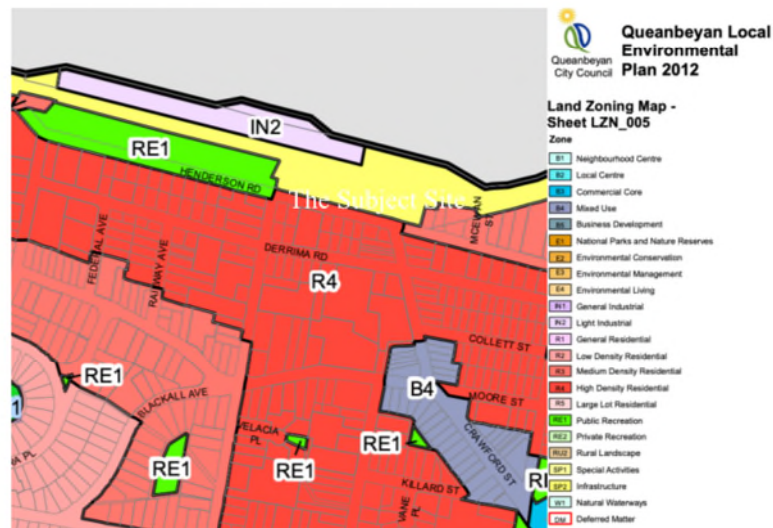 Queanbeyan
City Council
Queanbeyan Local
Environmental
Plan 2012
Land Zoning Map -
Sheet LZN_005
Zone
B1 Neighbourhood Centre
B2 Local Centre
B3 Commercial Core
B4 Mixed Use
B5 Business Development
E1 National Parks and Nature Reserves
E2 Environmental Conservation
E3 Environmental Management
E4 Environmental Living
IN1 General Industrial
IN2 Light Industrial
R1 General Residential
R2 Low Density Residential
R3 Medium Density Residential
R4 High Density Residential
R5 Large Lot Residential
RE1 Public Recreation
RE2 Private Recreation
RU2 Rural Landscape
SP1 Special Activities
SP2 Infrastructure
W1 Natural Waterways
DM Deferred Matter
IN2
RE1
HENDERSON RD
The Subject Site
MCEWAN
ST
FEDERAL AVE
RAILWAY AVE
DERRIMA RD
R4
COLLETT ST
RE1
B4
MOORE ST
BLACKALL AVE
CRAWFORD ST
PL
RE1
RE1
RE1
KILLARD ST
VANE
PL
PL